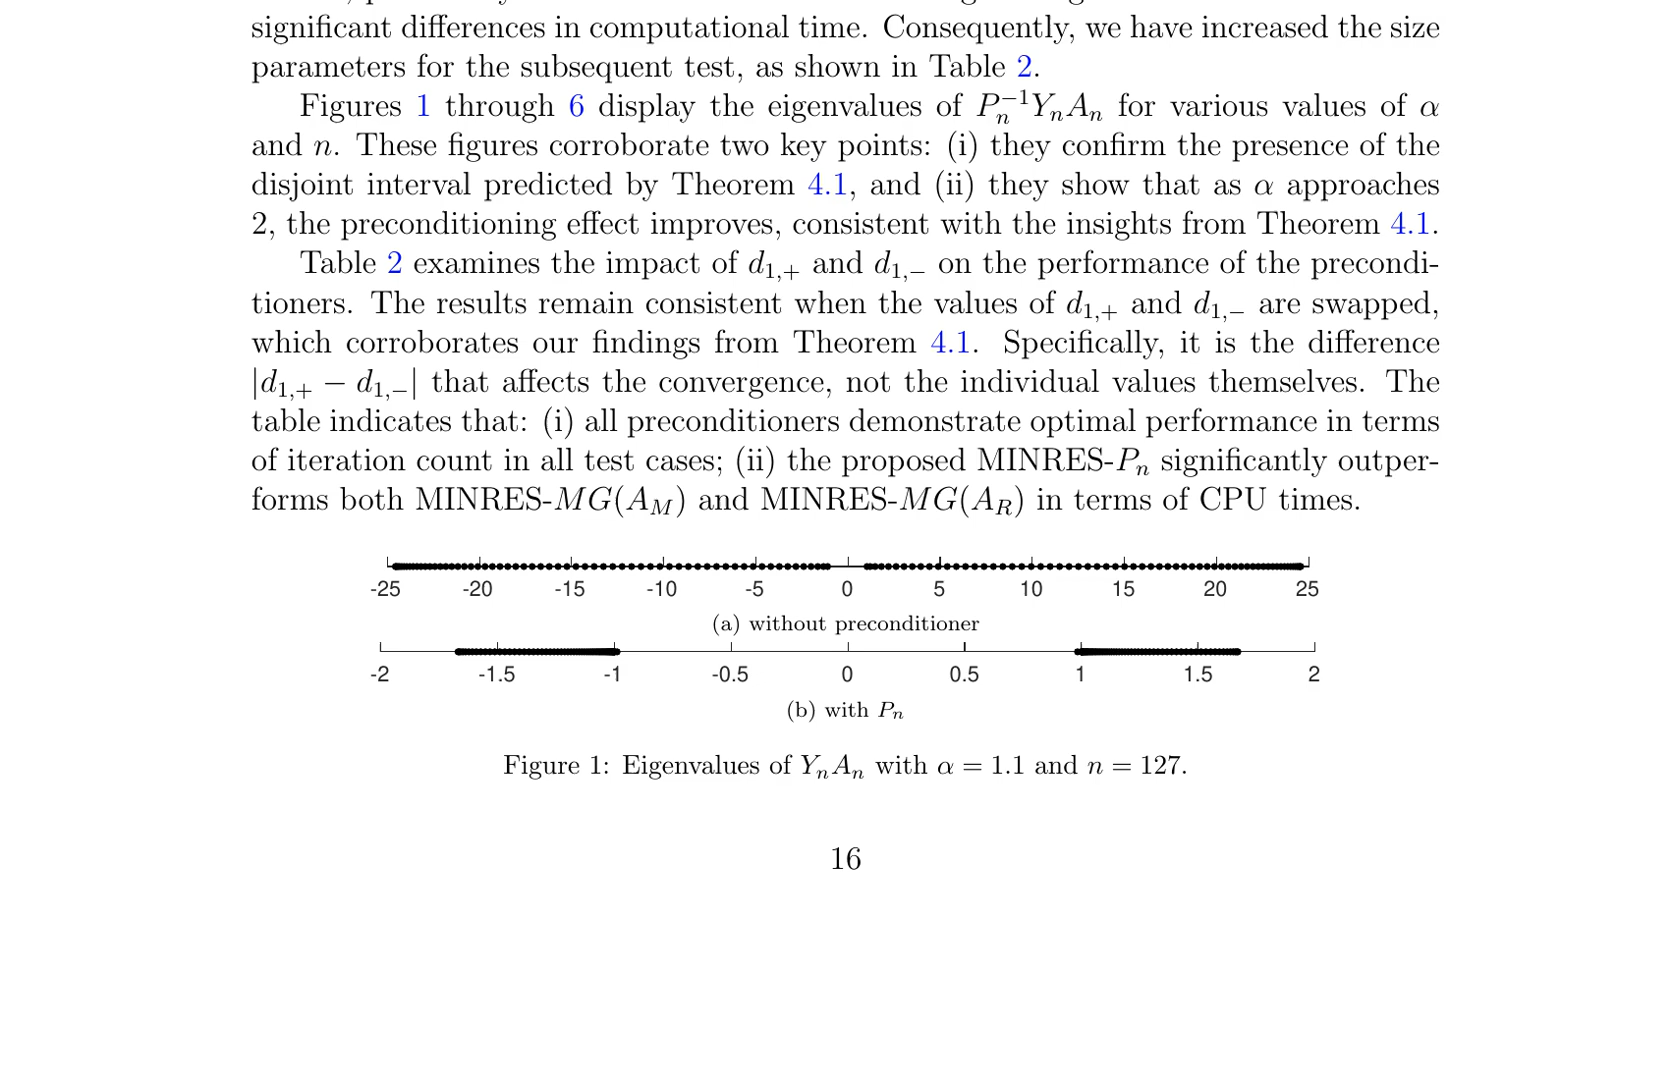 significant differences in computational time. Consequently, we have increased the size
parameters for the subsequent test, as shown in Table 2.
Figures 1 through 6 display the eigenvalues of $P_n^{-1}Y_nA_n$ for various values of α
and $n$. These figures corroborate two key points: (i) they confirm the presence of the
disjoint interval predicted by Theorem 4.1, and (ii) they show that as α approaches
2, the preconditioning effect improves, consistent with the insights from Theorem 4.1.
Table 2 examines the impact of $d_{1,+}$ and $d_{1,-}$ on the performance of the precondi-
tioners. The results remain consistent when the values of $d_{1,+}$ and $d_{1,-}$ are swapped,
which corroborates our findings from Theorem 4.1. Specifically, it is the difference
$|d_{1,+} - d_{1,-}|$ that affects the convergence, not the individual values themselves. The
table indicates that: (i) all preconditioners demonstrate optimal performance in terms
of iteration count in all test cases; (ii) the proposed MINRES-$P_n$ significantly outper-
forms both MINRES-$MG(A_M)$ and MINRES-$MG(A_R)$ in terms of CPU times.
-25 -20 -15 -10 -5 0 5 10 15 20 25
(a) without preconditioner
-2 -1.5 -1 -0.5 0 0.5 1 1.5 2
(b) with $P_n$
Figure 1: Eigenvalues of $Y_nA_n$ with α = 1.1 and $n$ = 127.
16